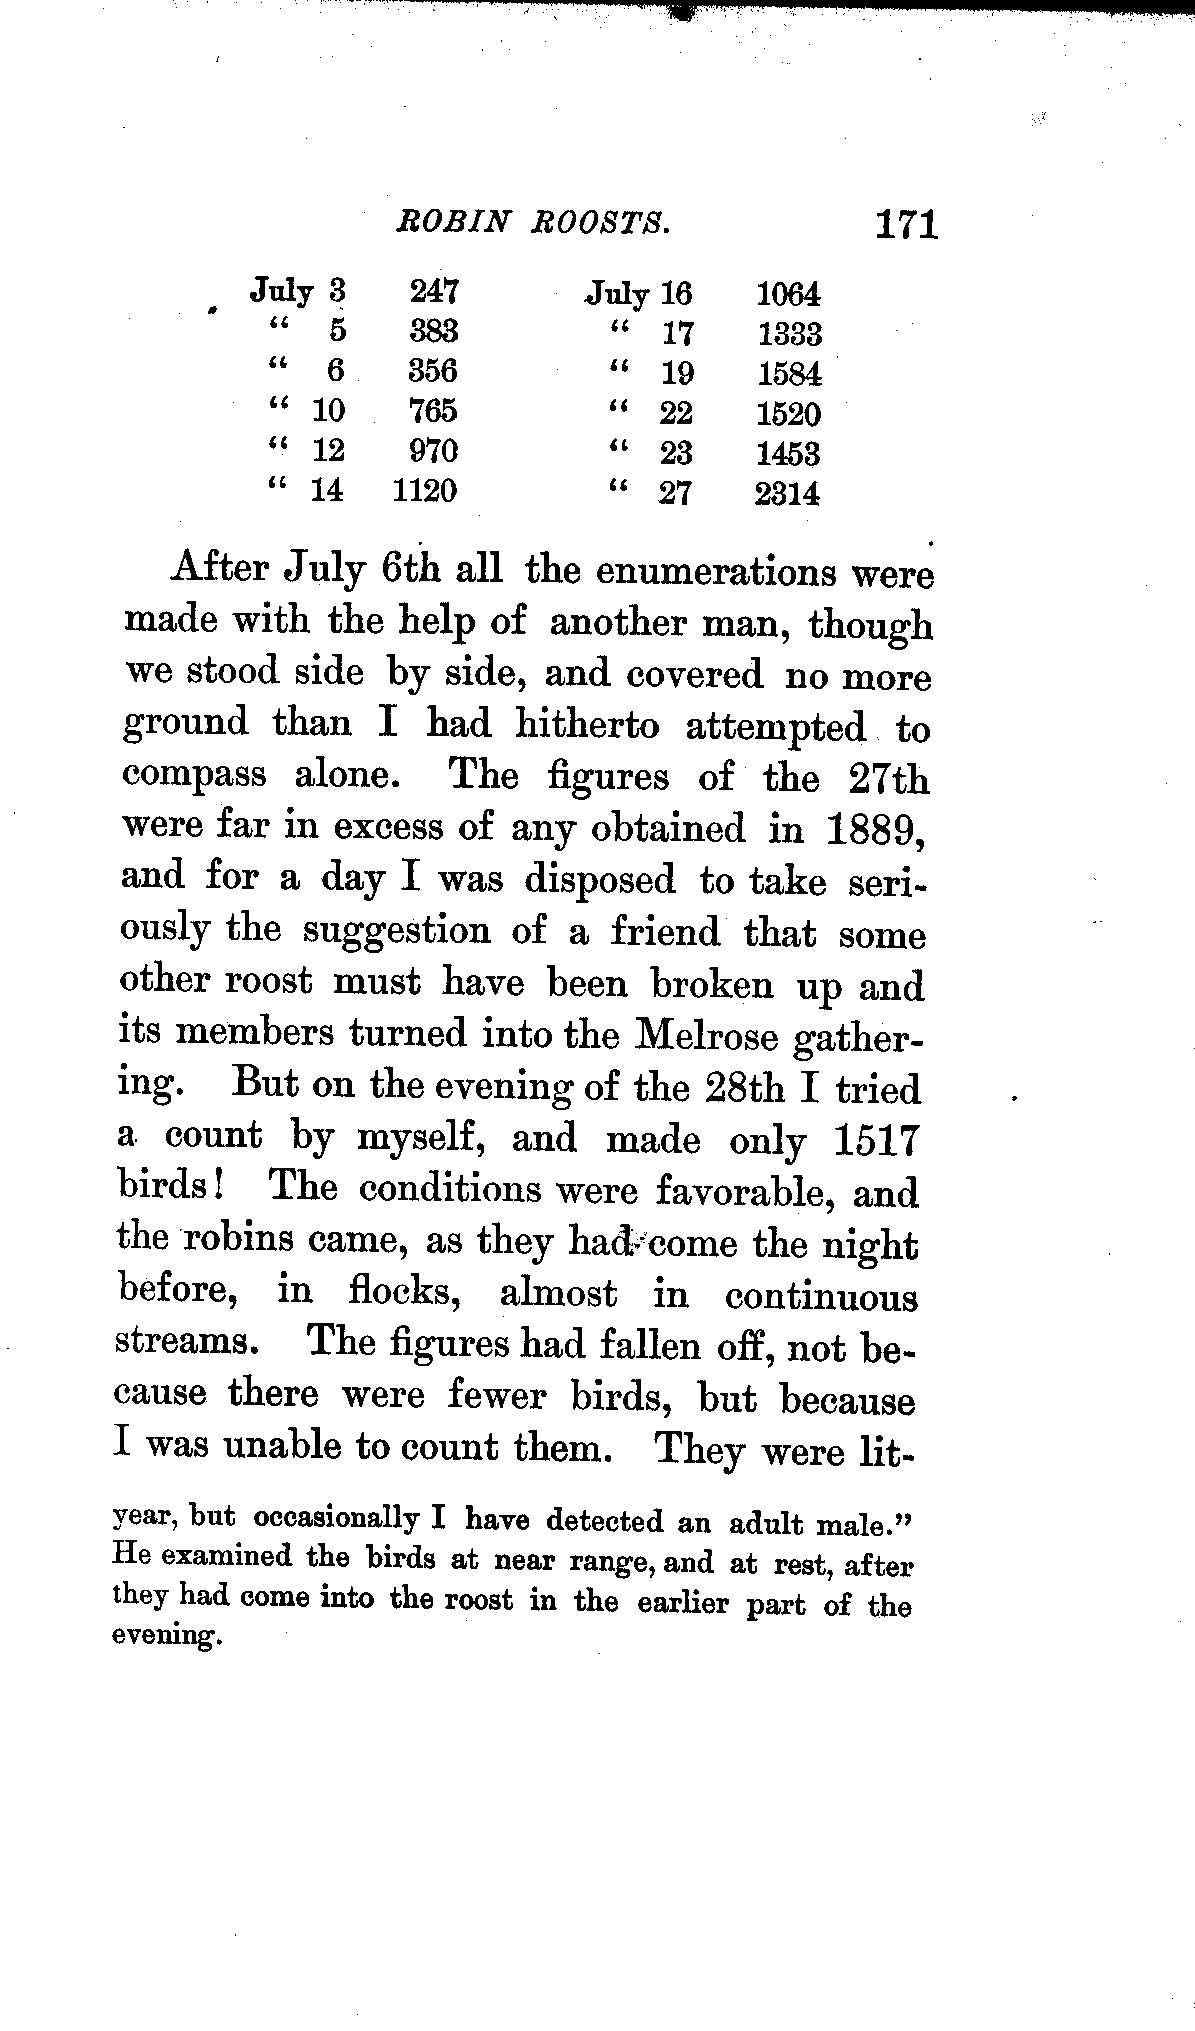 ROBIN ROOSTS. 171
July 3 247 July 16 1064
“ 5 383 “ 17 1333
“ 6 356 “ 19 1584
“ 10 765 “ 22 1520
“ 12 970 “ 23 1453
“ 14 1120 “ 27 2314
After July 6th all the enumerations were
made with the help of another man, though
we stood side by side, and covered no more
ground than I had hitherto attempted to
compass alone. The figures of the 27th
were far in excess of any obtained in 1889,
and for a day I was disposed to take seri-
ously the suggestion of a friend that some
other roost must have been broken up and
its members turned into the Melrose gather-
ing. But on the evening of the 28th I tried
a count by myself, and made only 1517
birds! The conditions were favorable, and
the robins came, as they had come the night
before, in flocks, almost in continuous
streams. The figures had fallen off, not be-
cause there were fewer birds, but because
I was unable to count them. They were lit-
year, but occasionally I have detected an adult male.”
He examined the birds at near range, and at rest, after
they had come into the roost in the earlier part of the
evening.